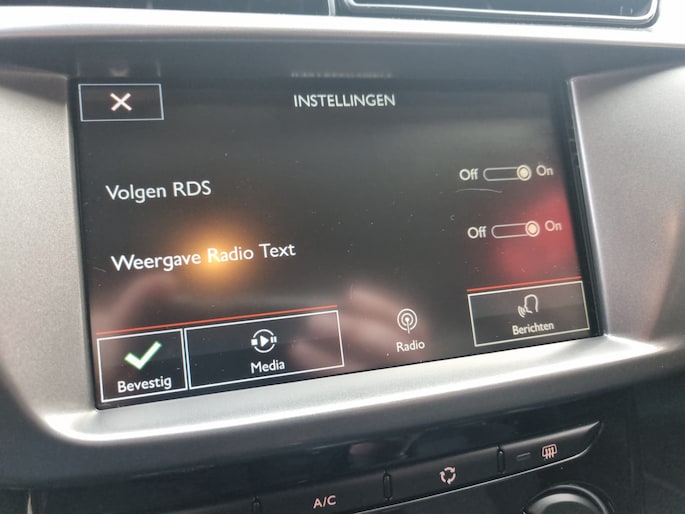 INSTELLINGEN
Volgen RDS
Off On
Weergave Radio Text
Off On
Bevestig
Media
Radio
Berichten
A/C